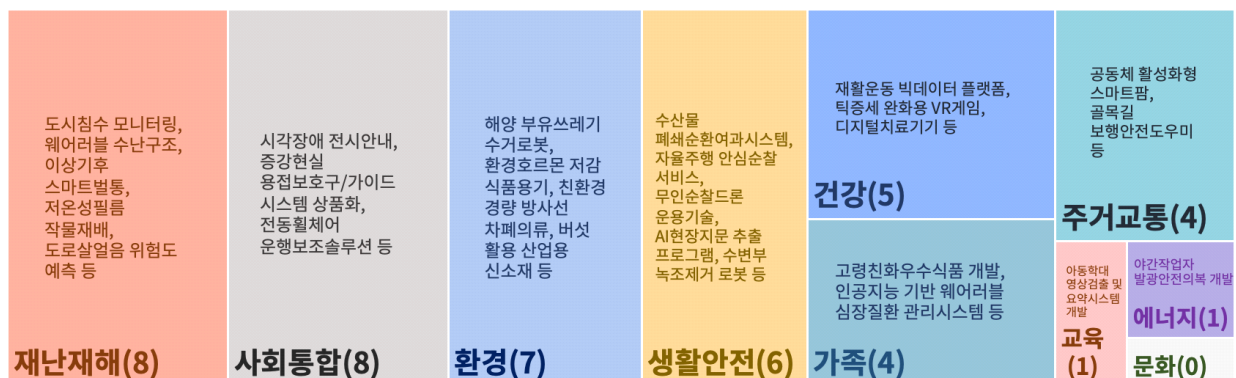 도시침수 모니터링,
웨어러블 수난구조,
이상기후
스마트벌통,
저온성필름
작물재배,
도로살얼음 위험도
예측 등
재난재해(8)
시각장애 전시안내,
증강현실
용접보호구/가이드
시스템 상품화,
전동휠체어
운행보조솔루션 등
사회통합(8)
해양 부유쓰레기
수거로봇,
환경호르몬 저감
식품용기, 친환경
경량 방사선
차폐의류, 버섯
활용 산업용
신소재 등
환경(7)
수산물
폐쇄순환여과시스템,
자율주행 안심순찰
서비스,
무인순찰드론
운용기술,
AI현장지문 추출
프로그램, 수변부
녹조제거 로봇 등
생활안전(6)
재활운동 빅데이터 플랫폼,
틱증세 완화용 VR게임,
디지털치료기기 등
건강(5)
고령친화우수식품 개발,
인공지능 기반 웨어러블
심장질환 관리시스템 등
가족(4)
공동체 활성화형
스마트팜,
골목길
보행안전도우미
등
주거교통(4)
아동학대
영상검출 및
요약시스템
개발
교육
(1)
야간작업자
발광안전의복 개발
에너지(1)
문화(0)